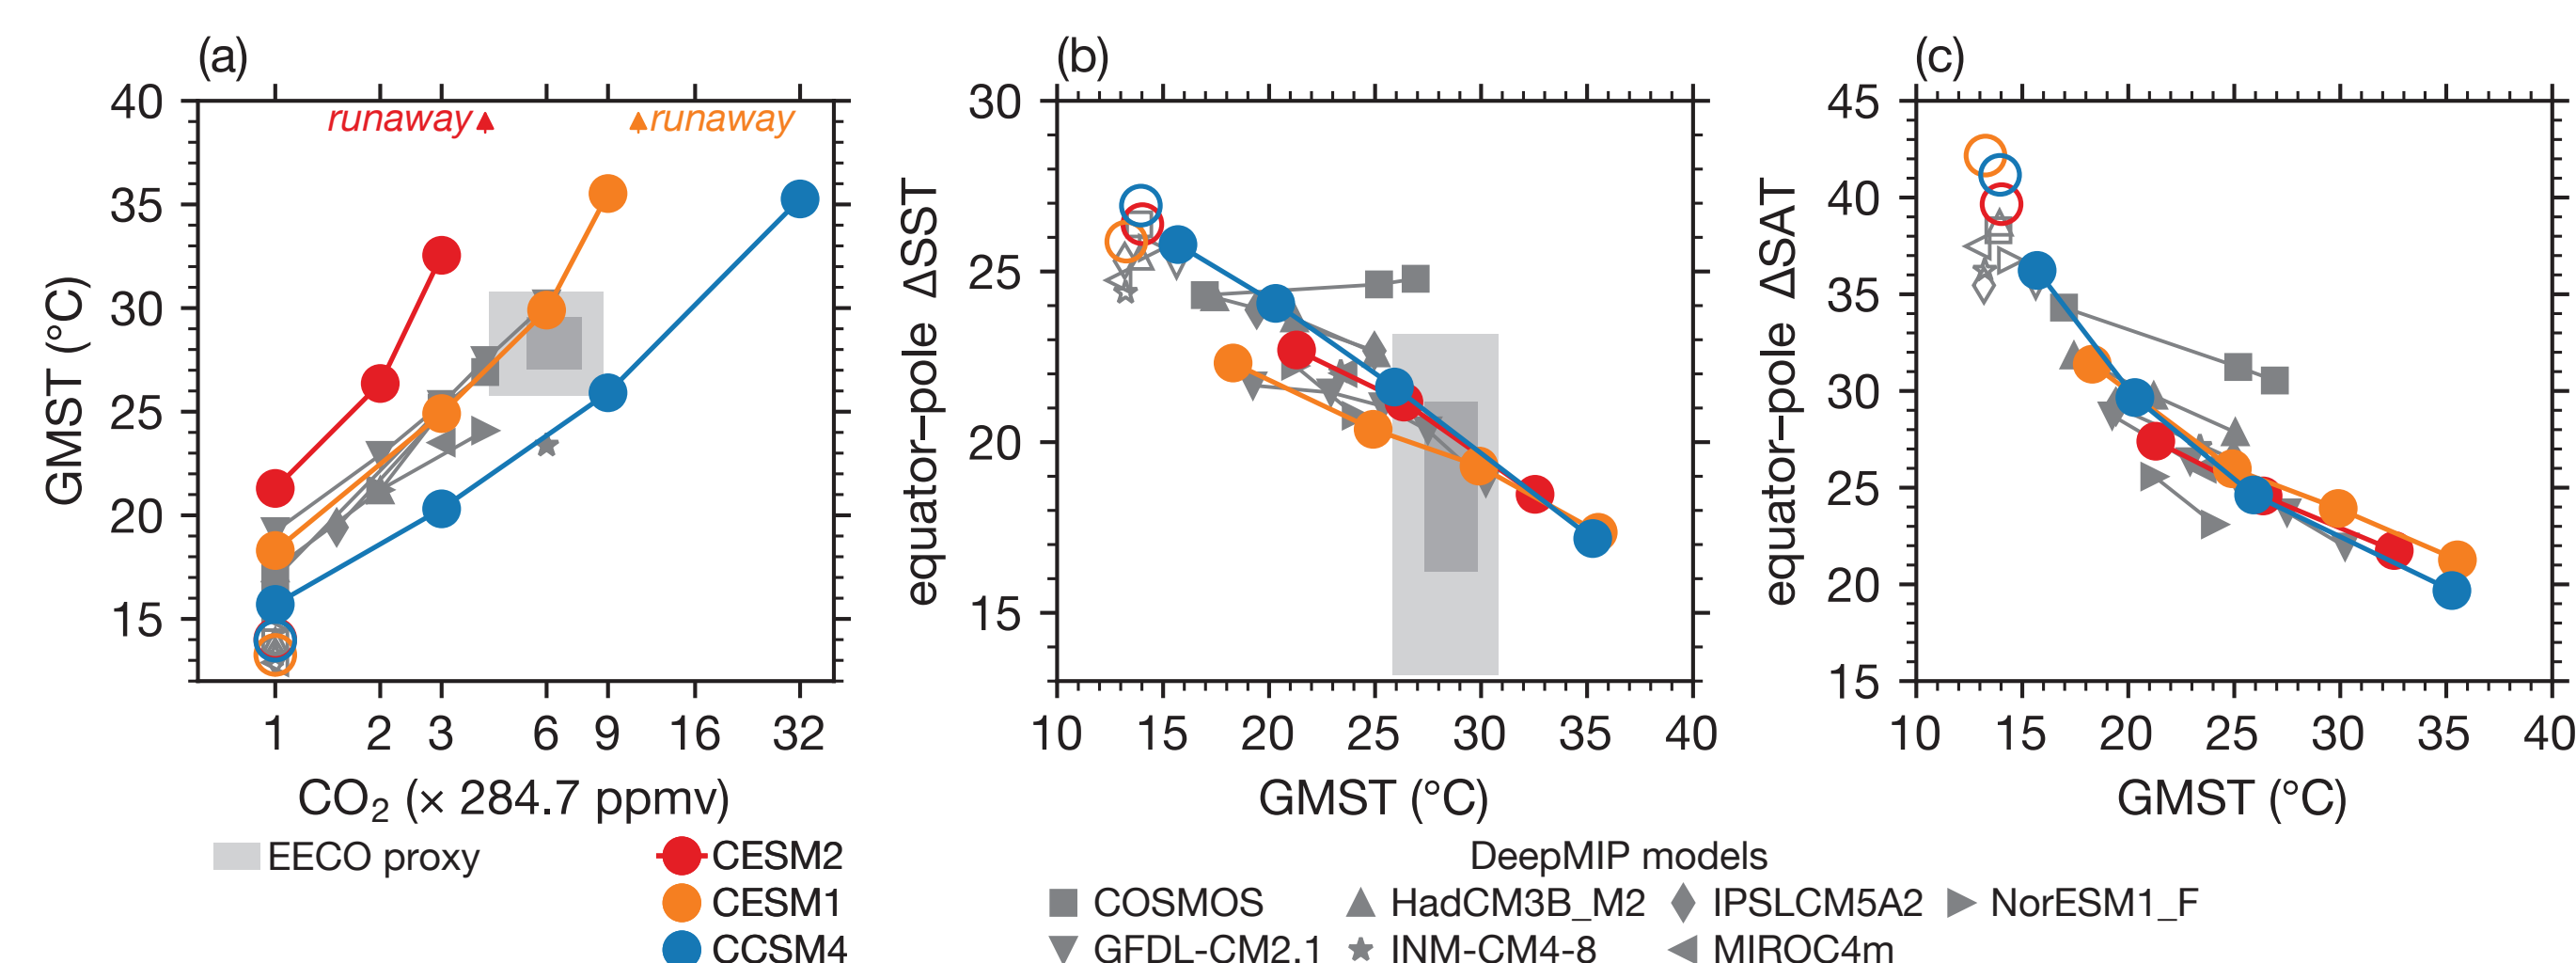 (a)
(b)
(c)
runaway
runaway
40
35
30
25
20
15
GMST (°C)
1 2 3 6 9 16 32
CO₂ (× 284.7 ppmv)
30
25
20
15
equator–pole ΔSST
10 15 20 25 30 35 40
GMST (°C)
45
40
35
30
25
20
15
equator–pole ΔSAT
10 15 20 25 30 35 40
GMST (°C)
EECO proxy
CESM2
CESM1
CCSM4
DeepMIP models
COSMOS HadCM3B_M2 IPSLCM5A2 NorESM1_F
GFDL-CM2.1 INM-CM4-8 MIROC4m